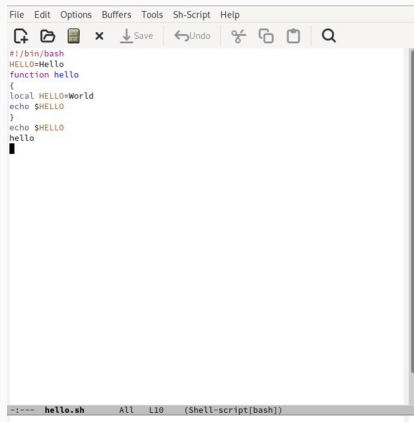 File Edit Options Buffers Tools Sh-Script Help
Save Undo
#!/bin/bash
HELLO=Hello
function hello
{
local HELLO=World
echo $HELLO
}
echo $HELLO
hello
-:--- hello.sh All L10 (Shell-script[bash])